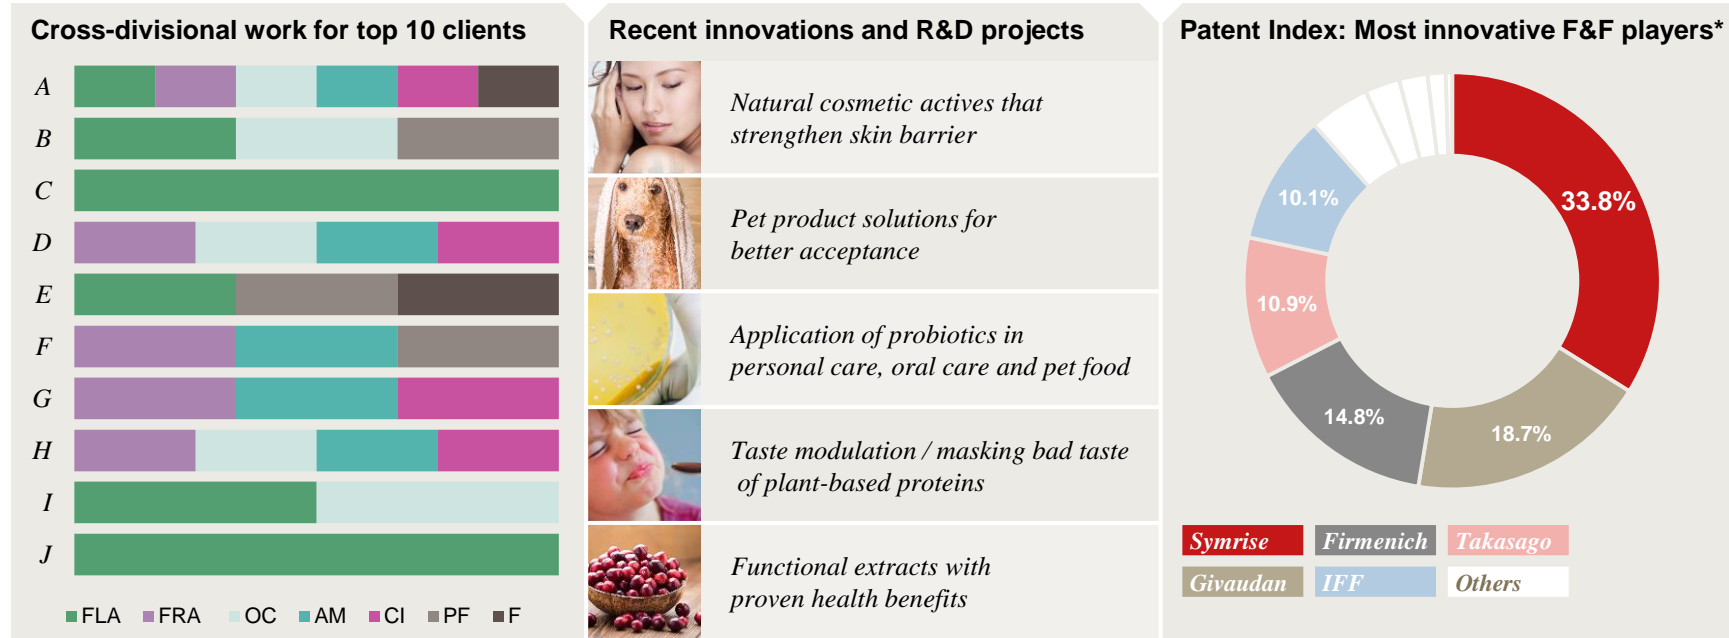 Cross-divisional work for top 10 clients
A
B
C
D
E
F
G
H
I
J
FLA FRA OC AM CI PF F
Recent innovations and R&D projects
Natural cosmetic actives that
strengthen skin barrier
Pet product solutions for
better acceptance
Application of probiotics in
personal care, oral care and pet food
Taste modulation / masking bad taste
of plant-based proteins
Functional extracts with
proven health benefits
Patent Index: Most innovative F&F players*
33.8%
10.1%
10.9%
14.8%
18.7%
Symrise Firmenich Takasago
Givaudan IFF Others